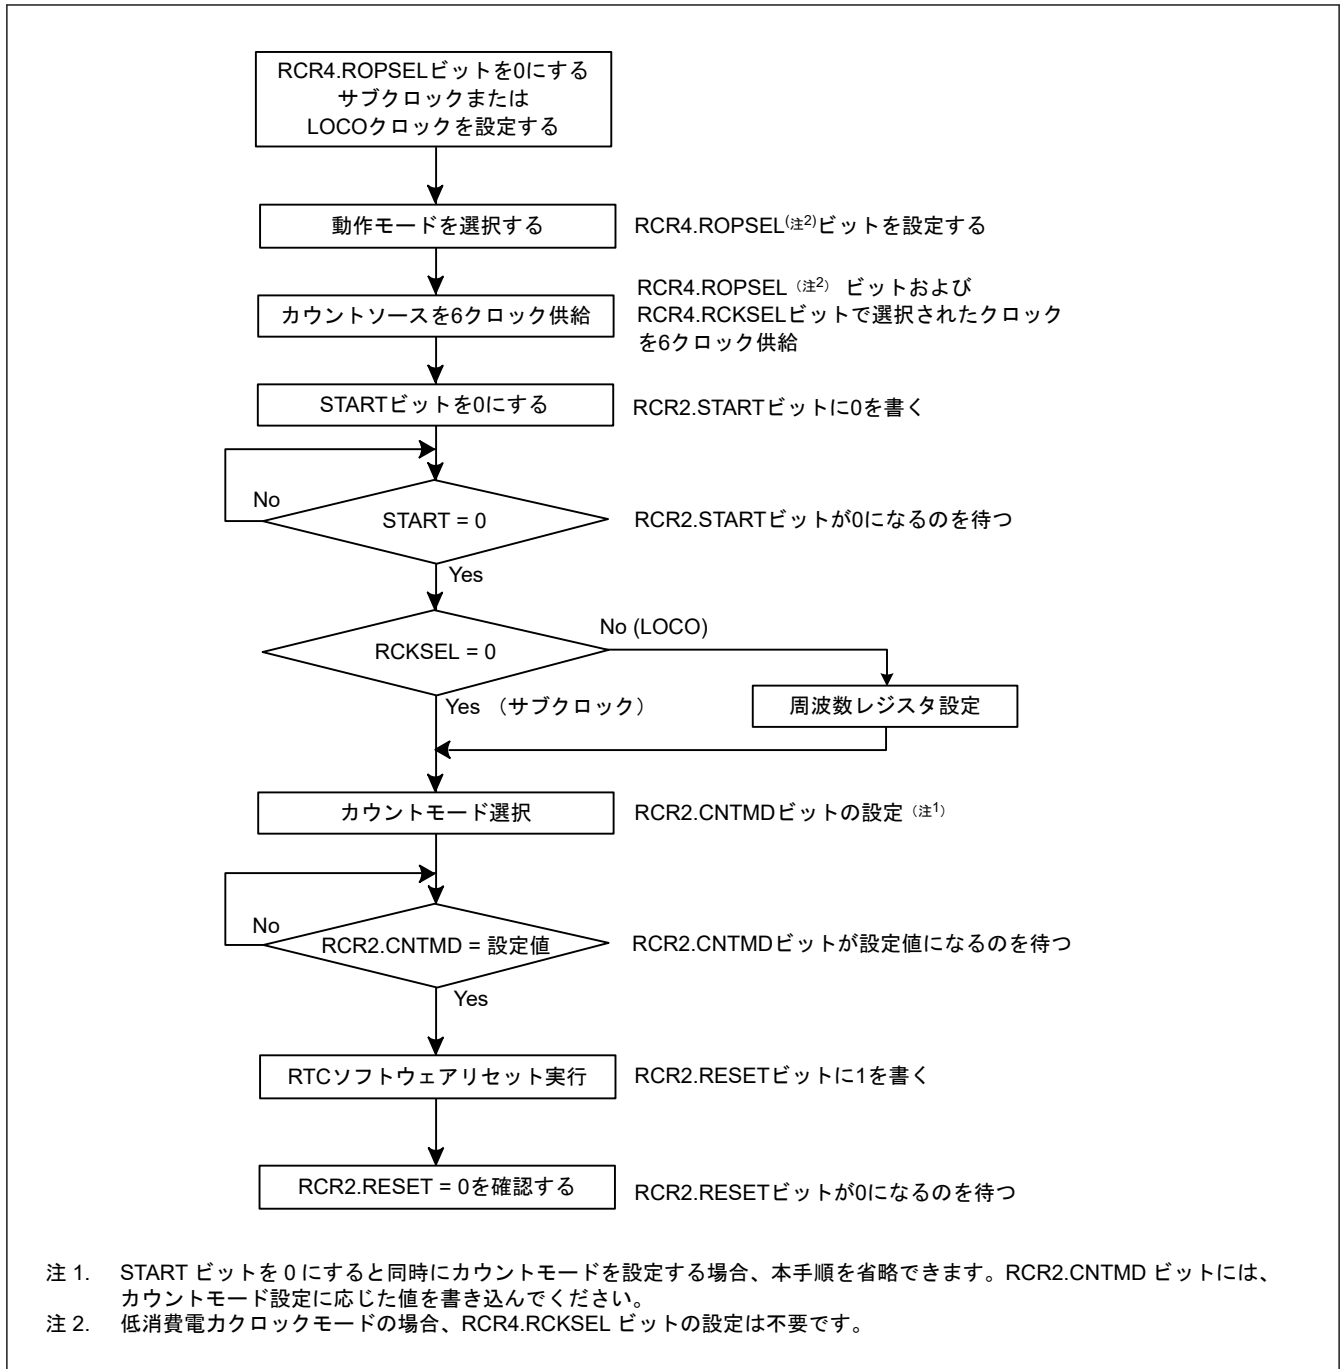 RCR4.ROPSELビットを0にする
サブクロックまたは
LOCOクロックを設定する
動作モードを選択する
RCR4.ROPSEL(注2)ビットを設定する
カウントソースを6クロック供給
RCR4.ROPSEL（注2） ビットおよび
RCR4.RCKSELビットで選択されたクロック
を6クロック供給
STARTビットを0にする
RCR2.STARTビットに0を書く
No
START = 0
RCR2.STARTビットが0になるのを待つ
Yes
No (LOCO)
RCKSEL = 0
Yes （サブクロック）
周波数レジスタ設定
カウントモード選択
RCR2.CNTMDビットの設定（注1）
No
RCR2.CNTMD = 設定値
RCR2.CNTMDビットが設定値になるのを待つ
Yes
RTCソフトウェアリセット実行
RCR2.RESETビットに1を書く
RCR2.RESET = 0を確認する
RCR2.RESETビットが0になるのを待つ
注 1. START ビットを 0 にすると同時にカウントモードを設定する場合、本手順を省略できます。RCR2.CNTMD ビットには、
カウントモード設定に応じた値を書き込んでください。
注 2. 低消費電力クロックモードの場合、RCR4.RCKSEL ビットの設定は不要です。